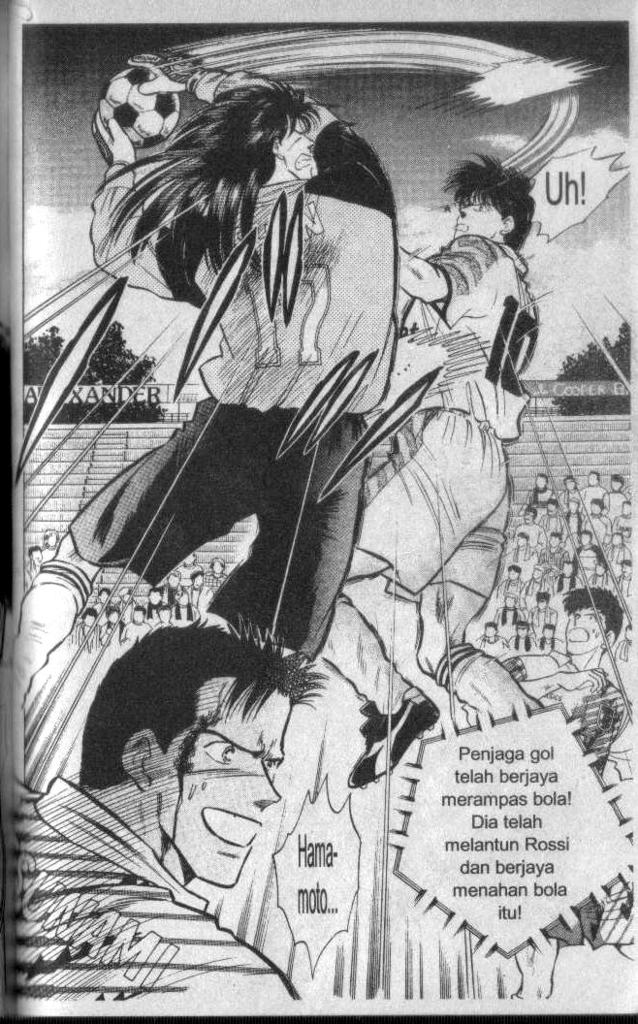 Uh!
ALEXANDER
& COOPER
Hama-
moto...
Penjaga gol
telah berjaya
merampas bola!
Dia telah
melantun Rossi
dan berjaya
menahan bola
itu!